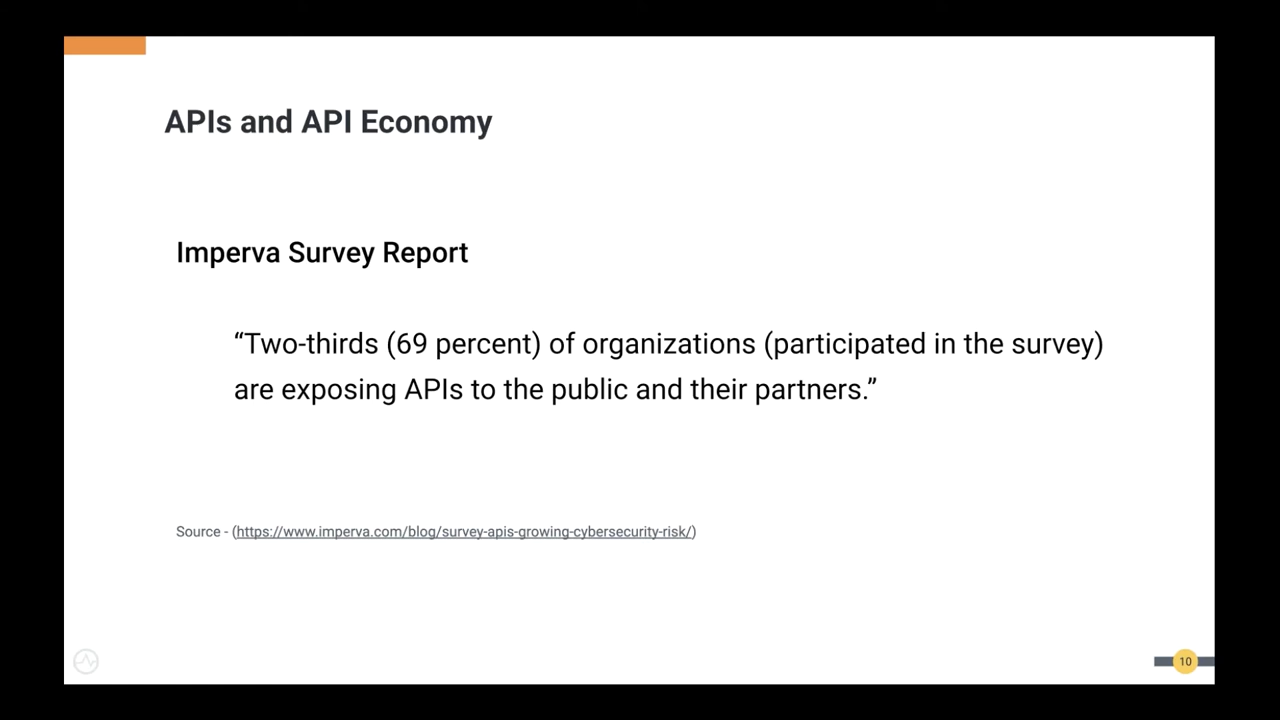 APIs and API Economy
Imperva Survey Report
“Two-thirds (69 percent) of organizations (participated in the survey)
are exposing APIs to the public and their partners.”
Source - (https://www.imperva.com/blog/survey-apis-growing-cybersecurity-risk/)
10